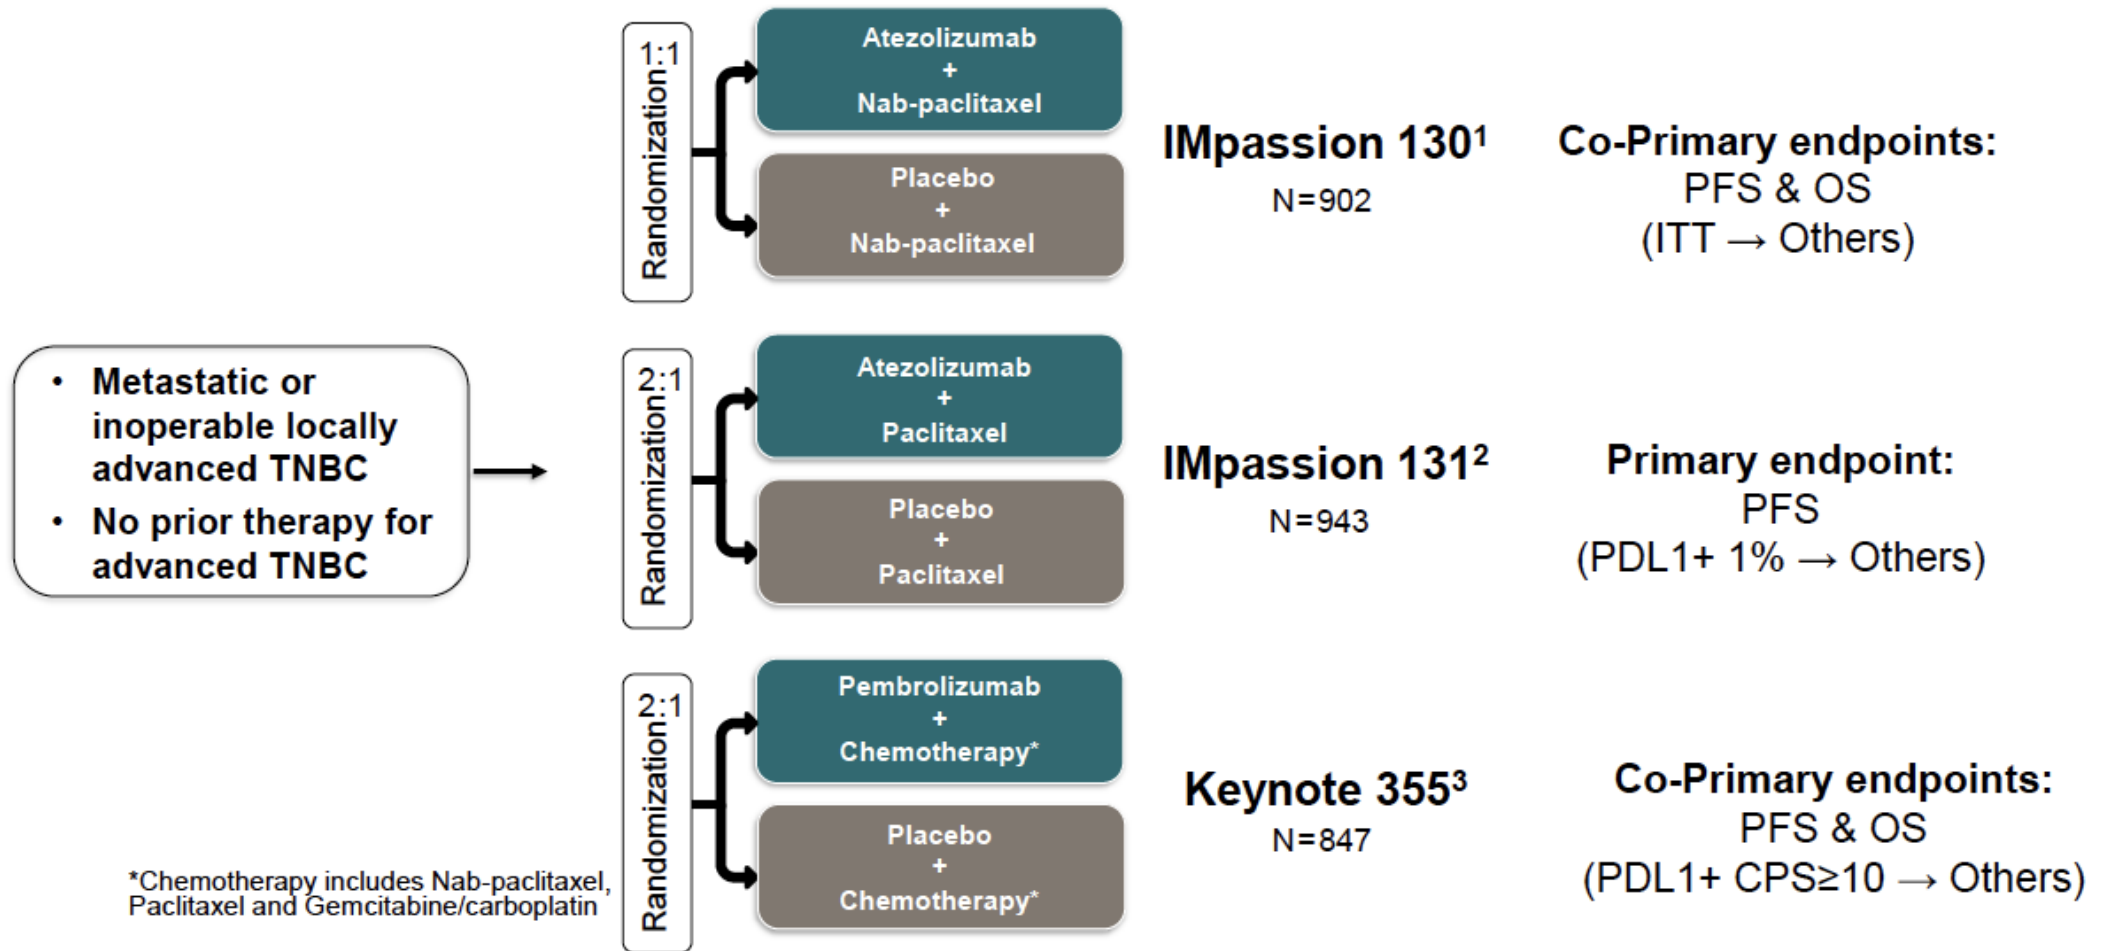 Randomization 1:1
Atezolizumab
+
Nab-paclitaxel
Placebo
+
Nab-paclitaxel
IMpassion 130¹
N=902
Co-Primary endpoints:
PFS & OS
(ITT → Others)
• Metastatic or
inoperable locally
advanced TNBC
• No prior therapy for
advanced TNBC
Randomization 2:1
Atezolizumab
+
Paclitaxel
Placebo
+
Paclitaxel
IMpassion 131²
N=943
Primary endpoint:
PFS
(PDL1+ 1% → Others)
Randomization 2:1
Pembrolizumab
+
Chemotherapy*
Placebo
+
Chemotherapy*
Keynote 355³
N=847
Co-Primary endpoints:
PFS & OS
(PDL1+ CPS≥10 → Others)
*Chemotherapy includes Nab-paclitaxel,
Paclitaxel and Gemcitabine/carboplatin